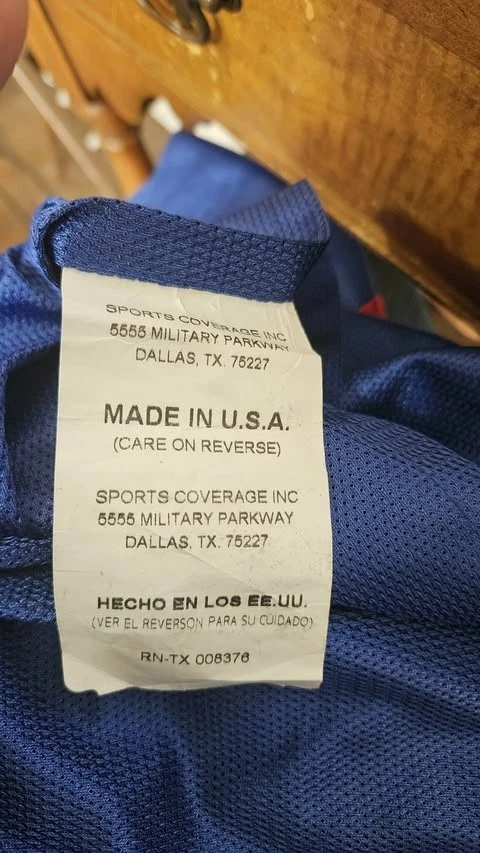 SPORTS COVERAGE INC
5555 MILITARY PARKWAY
DALLAS, TX. 75227
MADE IN U.S.A.
(CARE ON REVERSE)
SPORTS COVERAGE INC
5555 MILITARY PARKWAY
DALLAS, TX. 75227
HECHO EN LOS EE.UU.
(VER EL REVERSON PARA SU CUIDADO)
RN-TX 008376